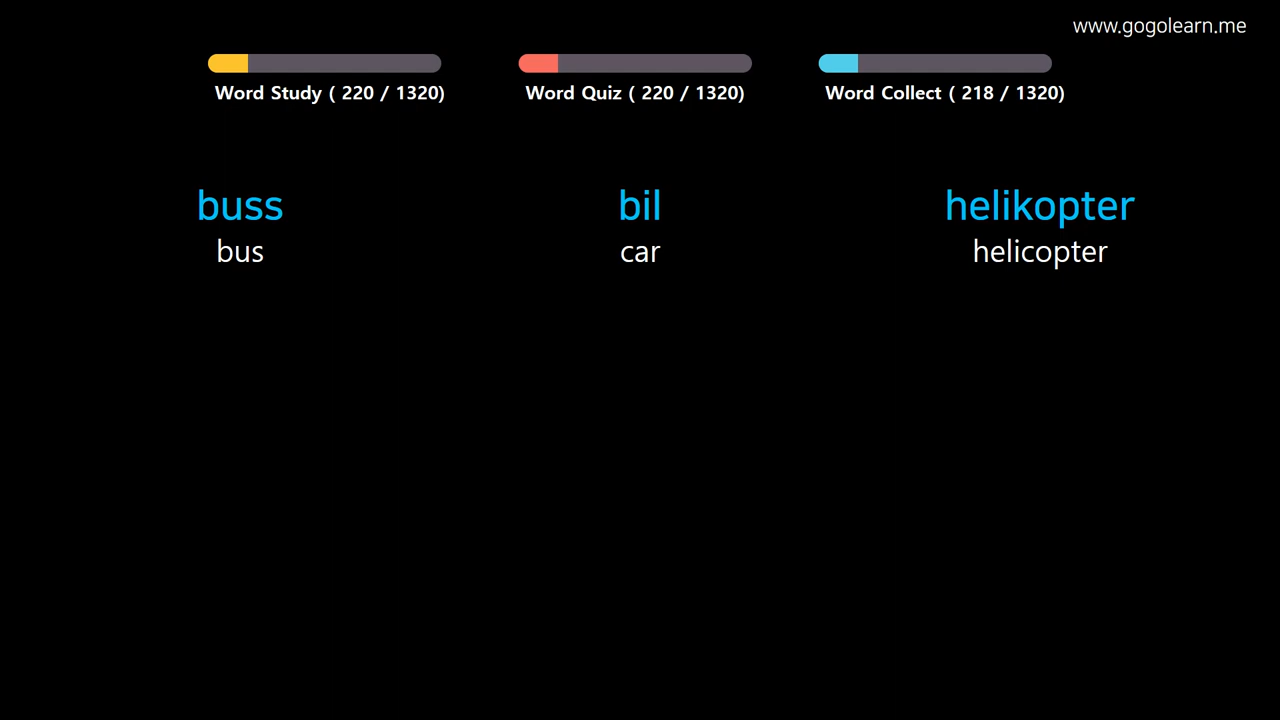 www.gogolearn.me
Word Study ( 220 / 1320)
Word Quiz ( 220 / 1320)
Word Collect ( 218 / 1320)
buss
bil
helikopter
bus
car
helicopter